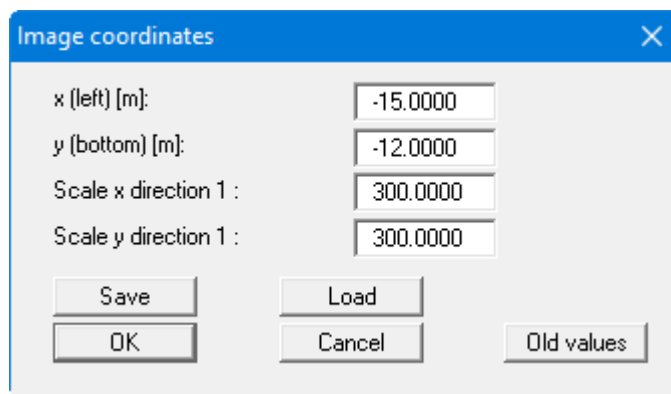 Image coordinates
x (left) [m]: -15.0000
y (bottom) [m]: -12.0000
Scale x direction 1 : 300.0000
Scale y direction 1 : 300.0000
Save Load
OK Cancel Old values